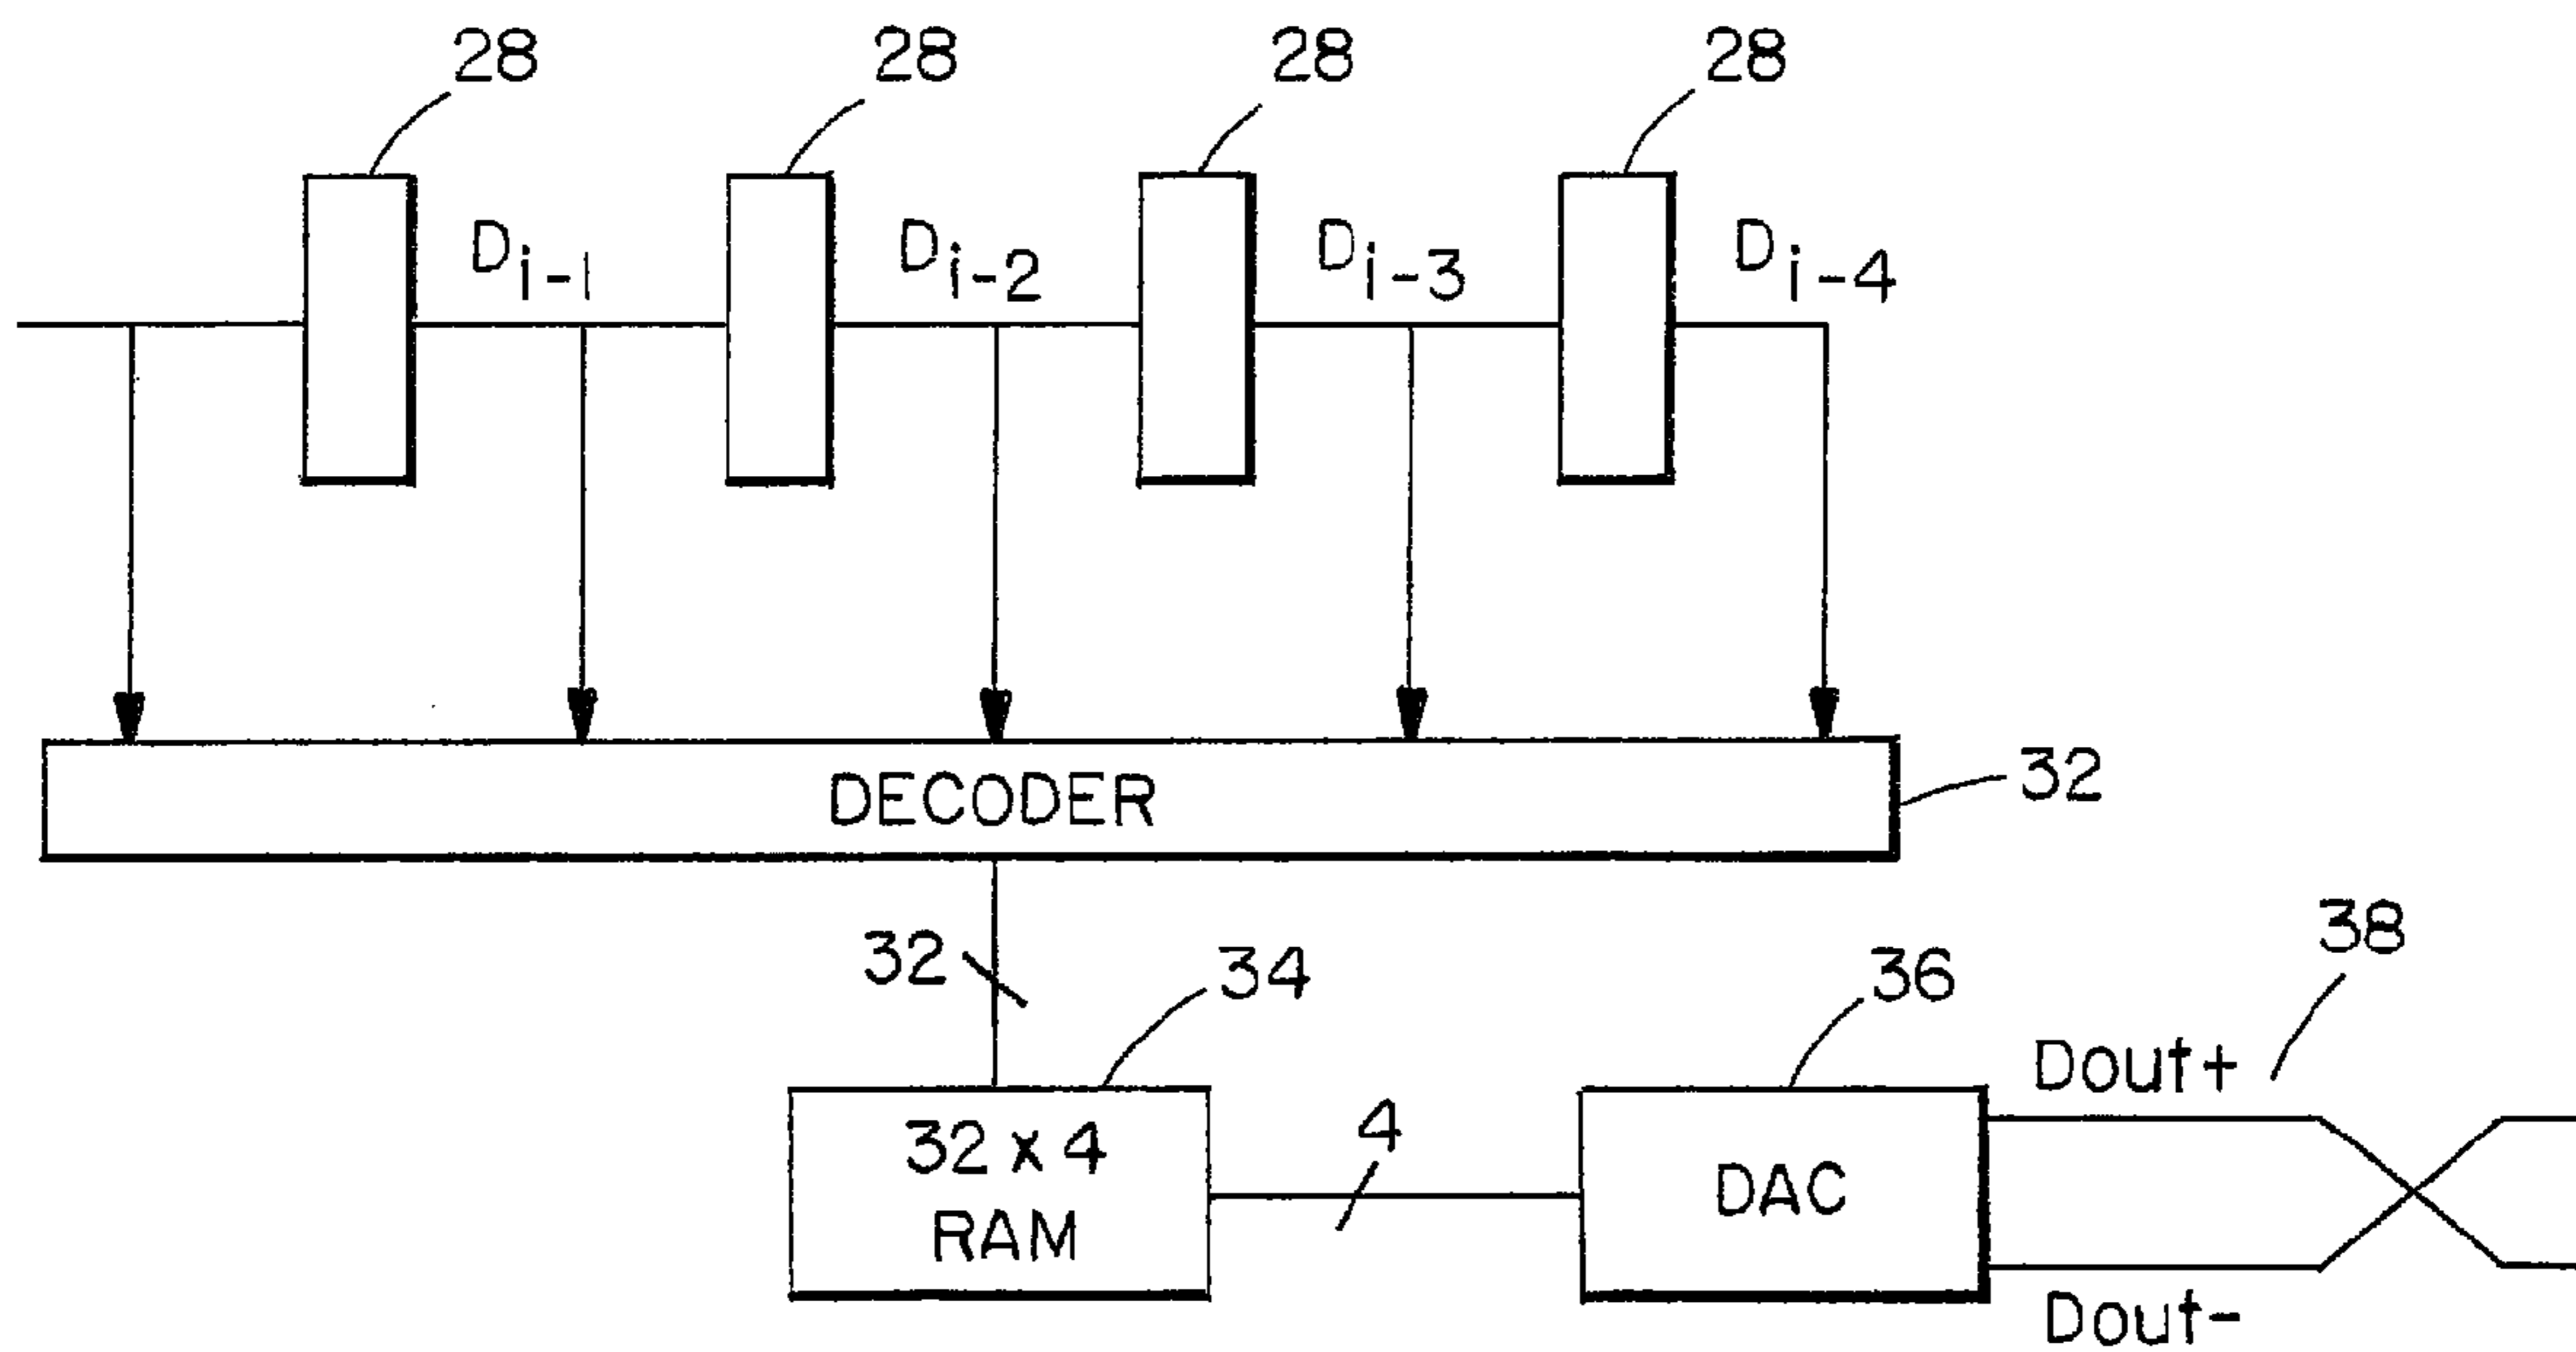 28 28 28 28
Di-1 Di-2 Di-3 Di-4
DECODER 32
32 34 36 38
32 x 4
RAM
4
DAC
Dout+
Dout-